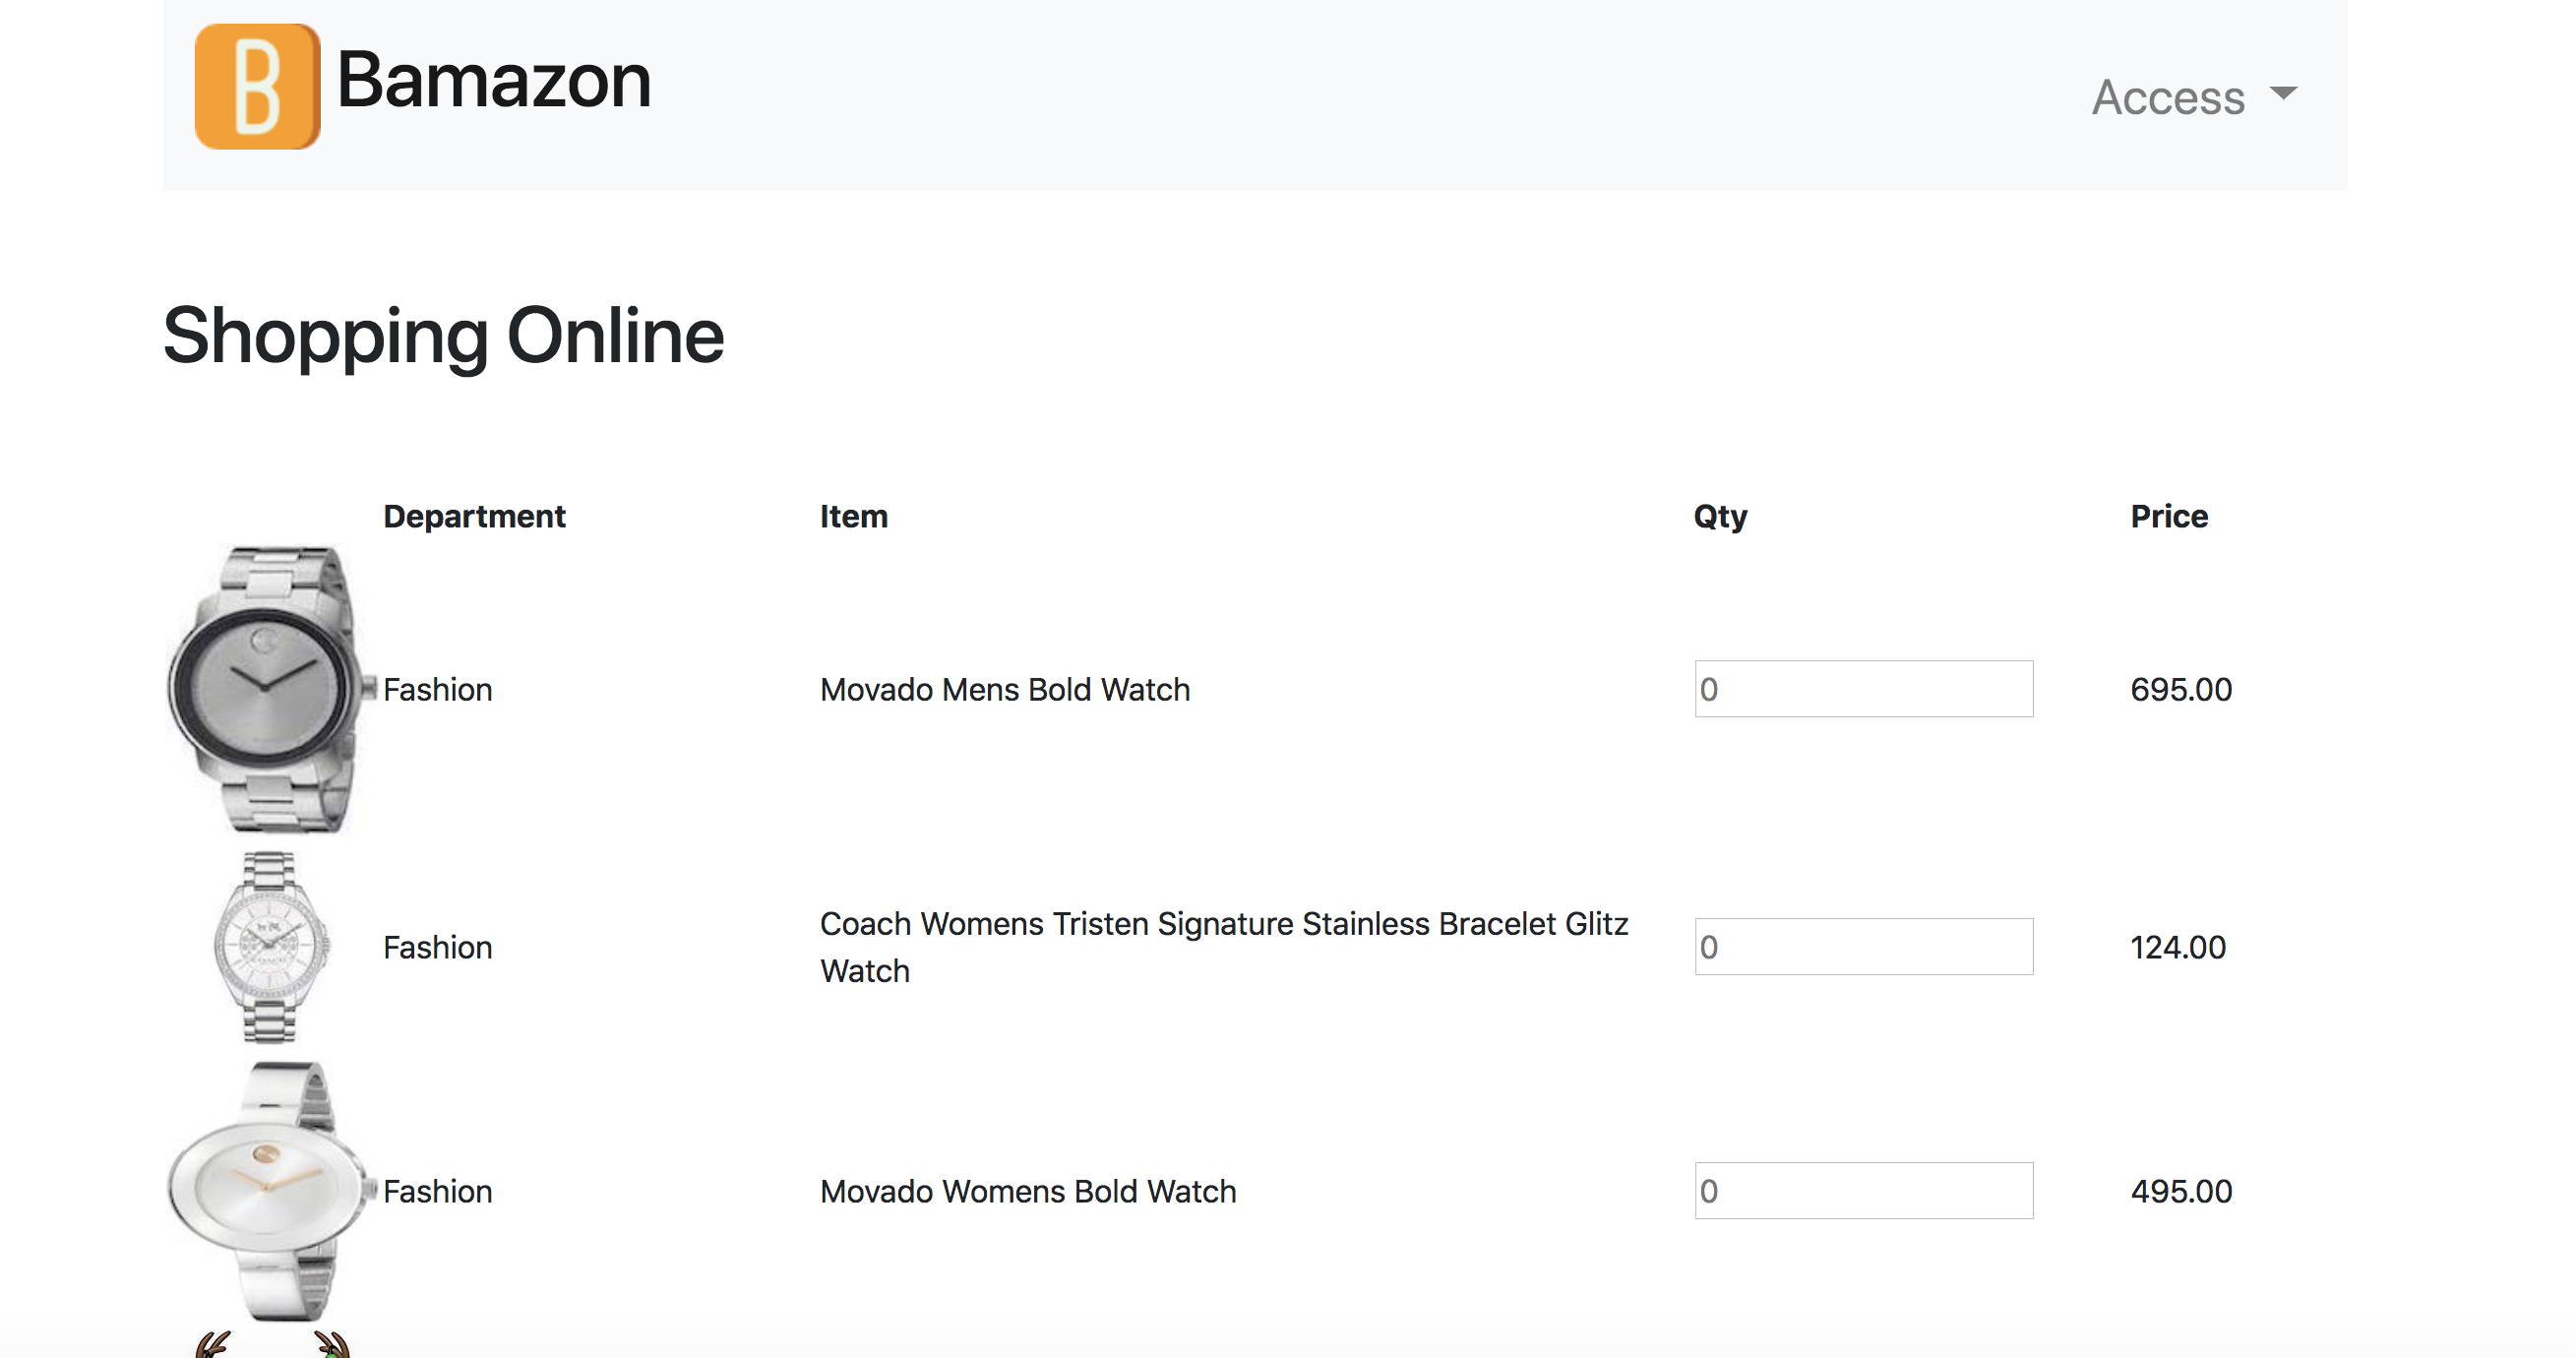 B Bamazon
Access
Shopping Online
Department Item Qty Price
Fashion Movado Mens Bold Watch 0 695.00
Fashion Coach Womens Tristen Signature Stainless Bracelet Glitz
Watch 0 124.00
Fashion Movado Womens Bold Watch 0 495.00